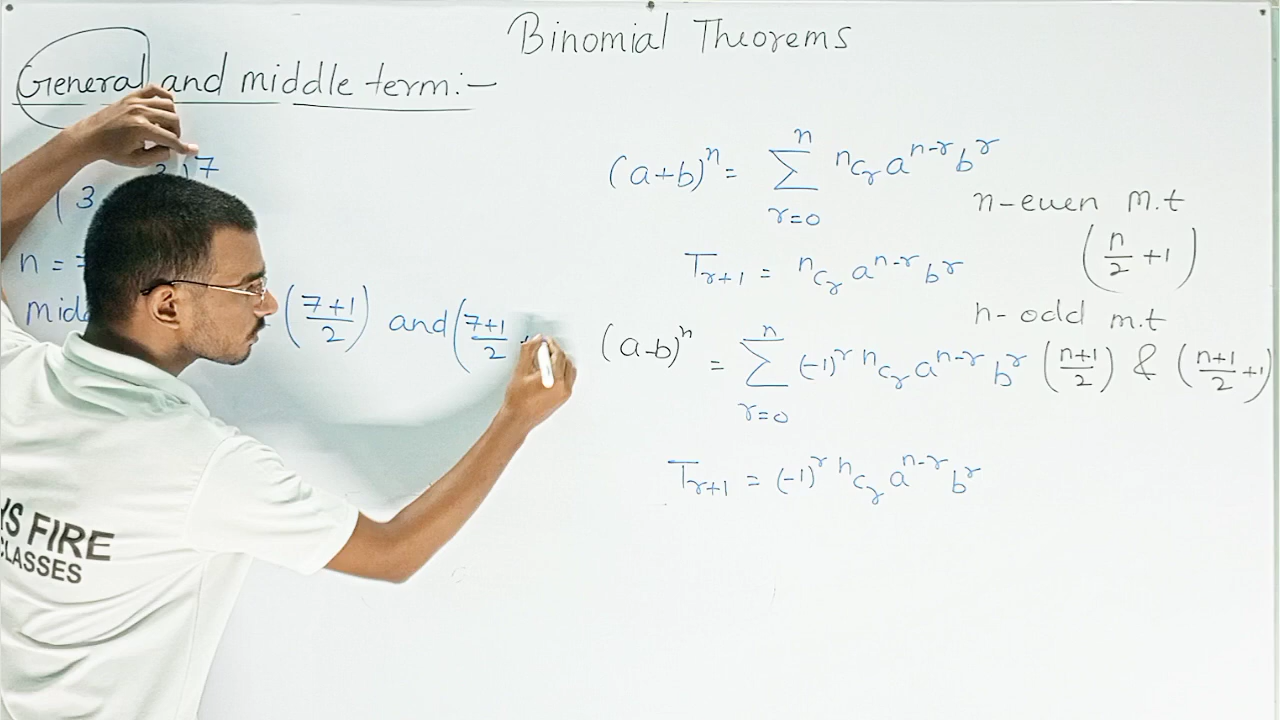 Binomial Theorems
General and middle term:-
(3 7
n =
= (7+1/2) and (7+1/2 +
(a+b)^n = Σ_{r=0}^{n} nCr a^{n-r} b^r
n-even m.t
(n/2 +1)
T_{r+1} = nCr a^{n-r} b^r
n-odd m.t
(a-b)^n = Σ_{r=0}^{n} (-1)^r nCr a^{n-r} b^r
(n+1/2) & (n+1/2 +1)
T_{r+1} = (-1)^r nCr a^{n-r} b^r
FIRE
CLASSES